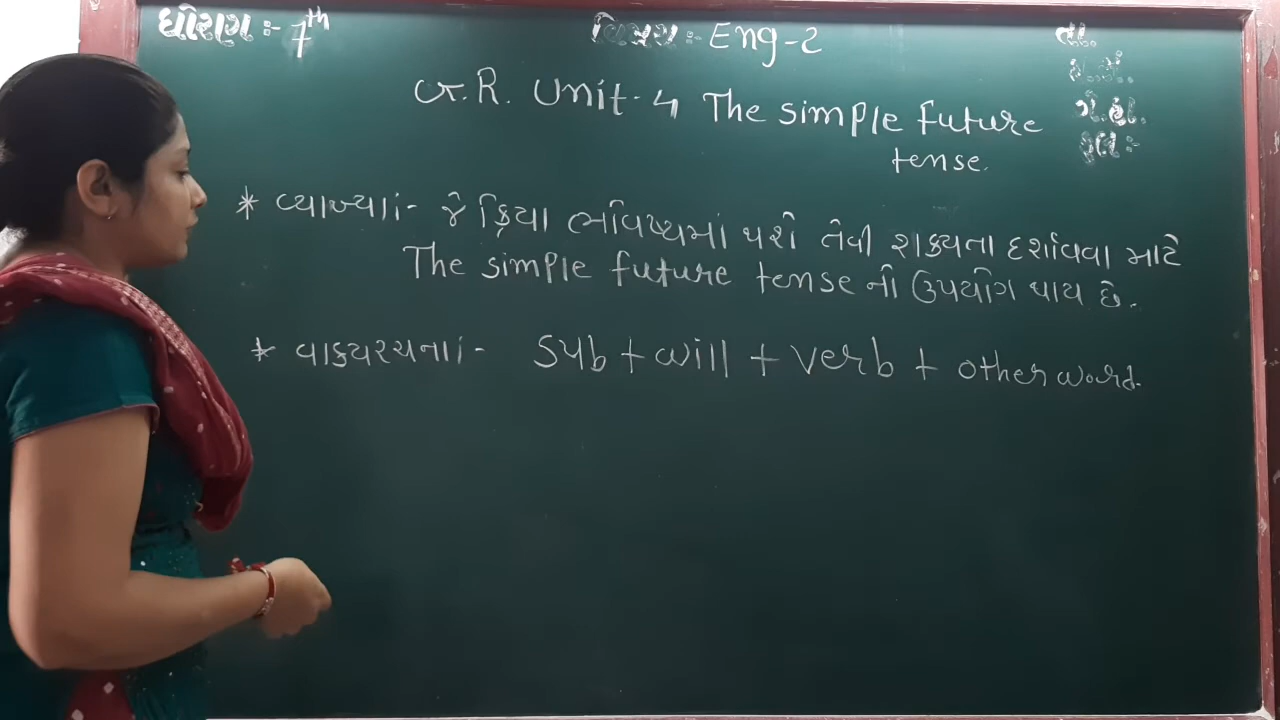 ધોરણ :- 7th
વિષય :- Eng-2
તા.
G.R. Unit-4 The simple future
tense.
* વ્યાખ્યા :- જે ક્રિયા ભવિષ્યમાં થશે તેવી શક્યતા દર્શાવવા માટે
The simple future tense નો ઉપયોગ થાય છે.
* વાક્યરચના :- Sub + will + verb + other word.